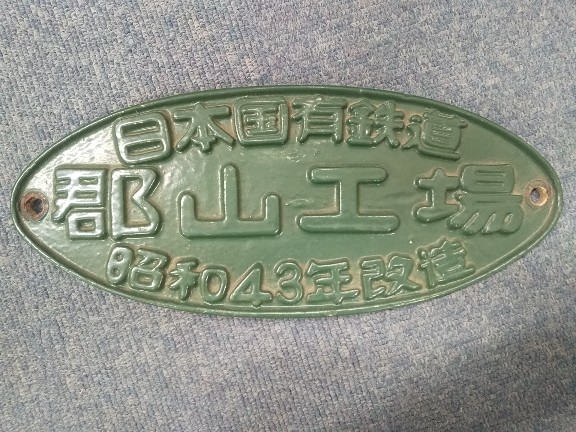 日本国有鉄道
郡山工場
昭和43年改造